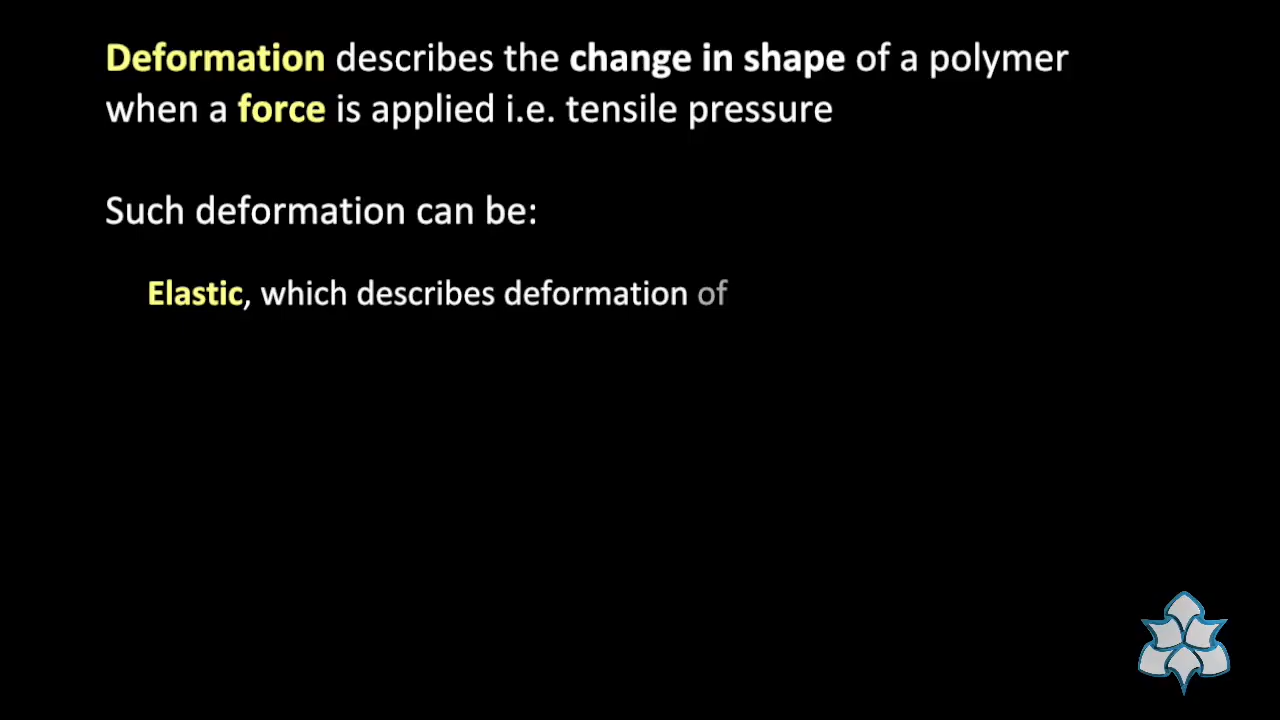 Deformation describes the change in shape of a polymer
when a force is applied i.e. tensile pressure
Such deformation can be:
Elastic, which describes deformation of